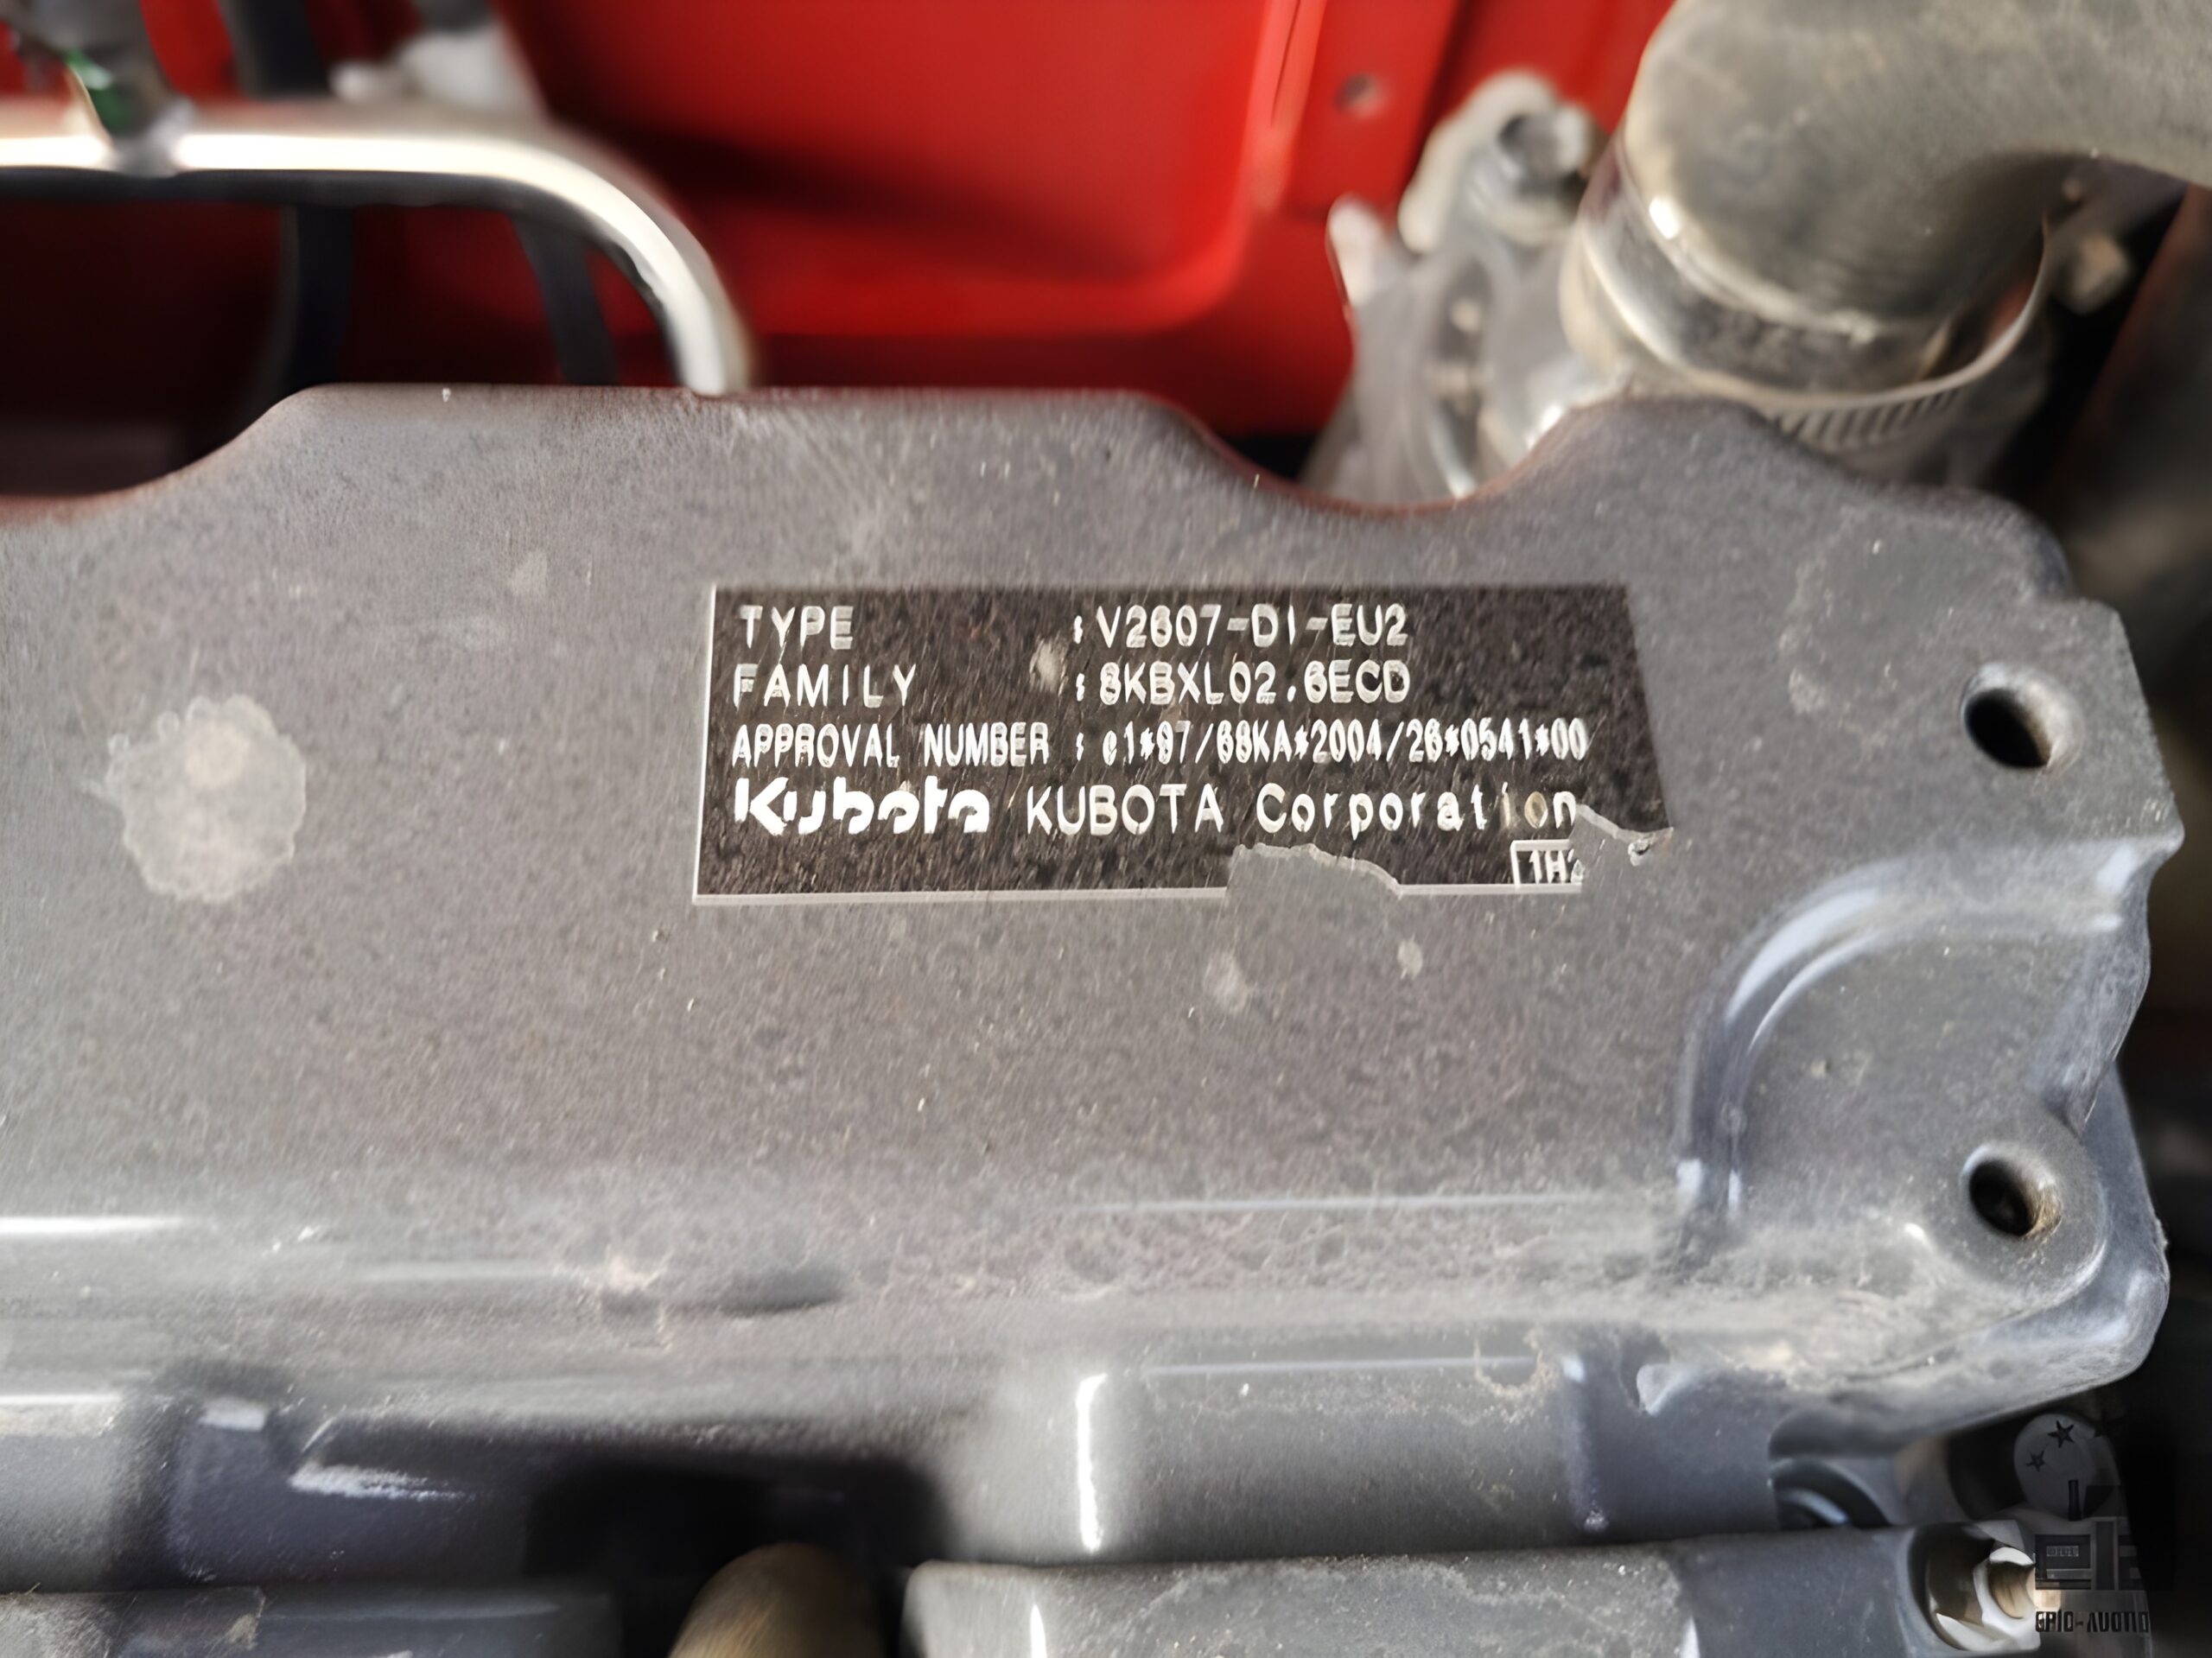 TYPE : V2607-DI-EU2
FAMILY : 8KBXL02.6ECD
APPROVAL NUMBER : e1*97/68KA*2004/26*0541*00
Kubota KUBOTA Corporation